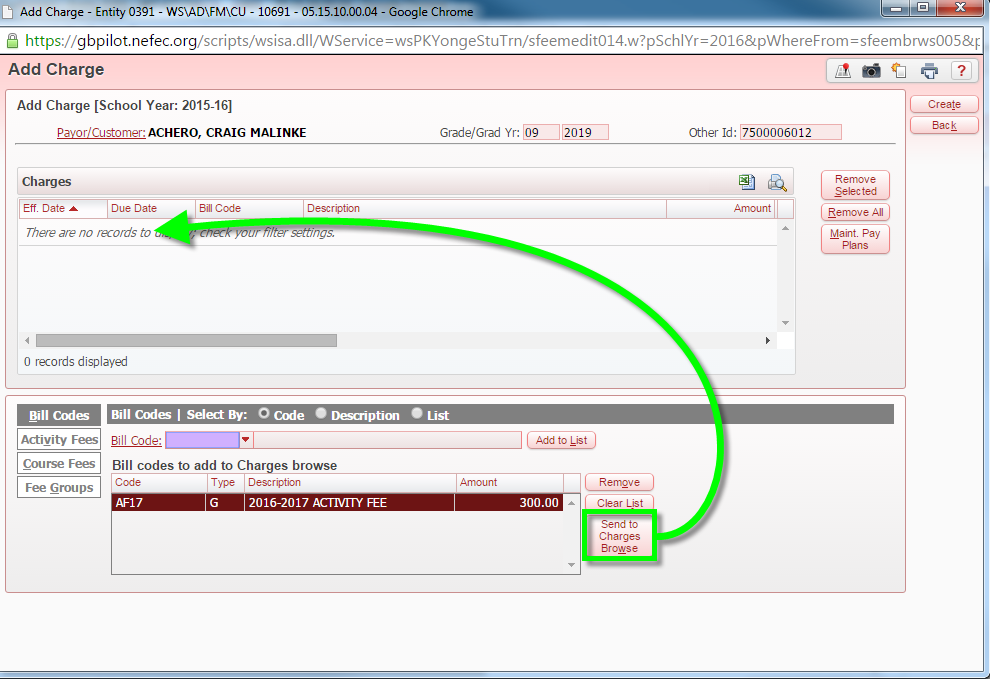 Add Charge - Entity 0391 - WS\AD\FM\CU - 10691 - 05.15.10.00.04 - Google Chrome
https://gbpilot.nefec.org/scripts/wsisa.dll/WService=wsPKYongeStuTrn/sfeemedit014.w?pSchlYr=2016&pWhereFrom=sfeembrws005&p
Add Charge
?
Add Charge [School Year: 2015-16]
Create
Back
Payor/Customer: ACHERO, CRAIG MALINKE Grade/Grad Yr: 09 2019 Other Id: 7500006012
Charges
Remove
Selected
Remove All
Maint. Pay
Plans
Eff. Date Due Date Bill Code Description Amount
There are no records to check your filter settings.
0 records displayed
Bill Codes
Activity Fees
Course Fees
Fee Groups
Bill Codes | Select By: Code Description List
Bill Code: Add to List
Bill codes to add to Charges browse
Code Type Description Amount
AF17 G 2016-2017 ACTIVITY FEE 300.00
Remove
Clear List
Send to
Charges
Browse